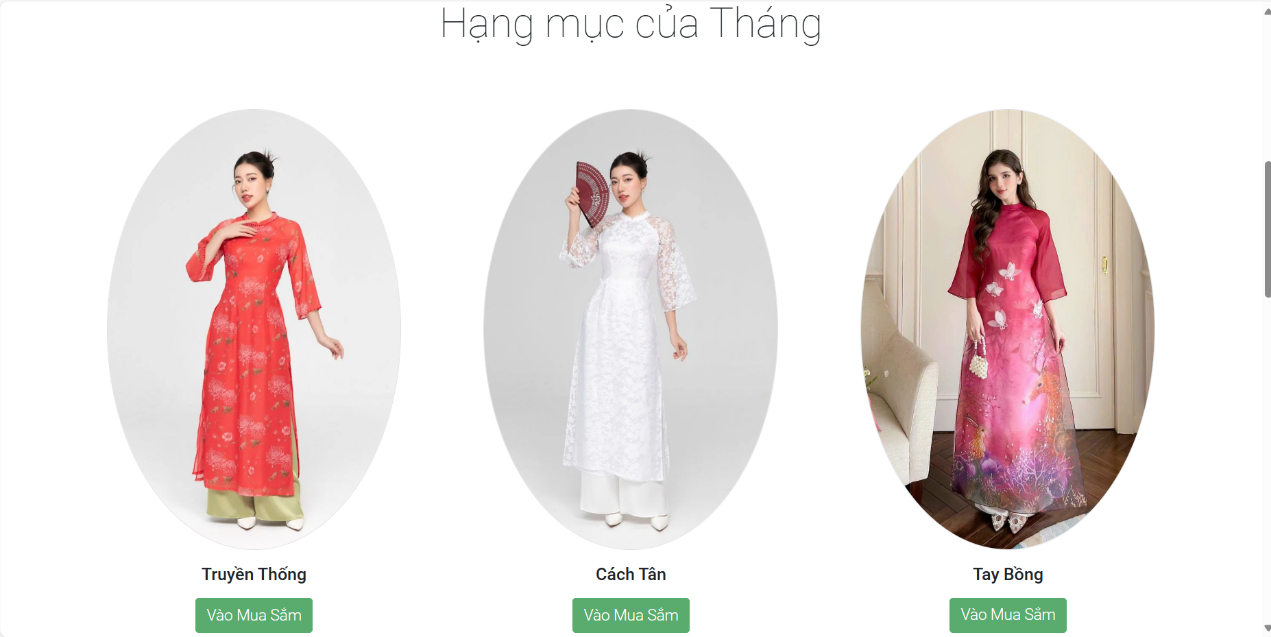 Hạng mục của Tháng
Truyền Thống
Cách Tân
Tay Bồng
Vào Mua Sắm
Vào Mua Sắm
Vào Mua Sắm